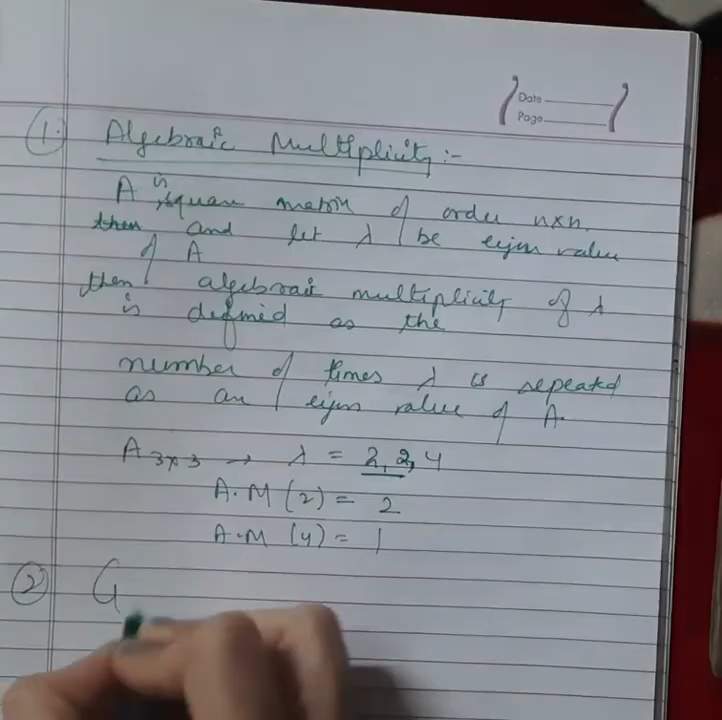 Date
Page
1. Algebraic Multiplicity :-
A is square matrix of order nxn.
then and let λ be eigen value
of A
then algebraic multiplicity of λ
is defined as the
number of times λ is repeated
as an eigen value of A.
A 3x3 → λ = 2, 2, 4
A.M (2) = 2
A.M (4) = 1
2 G